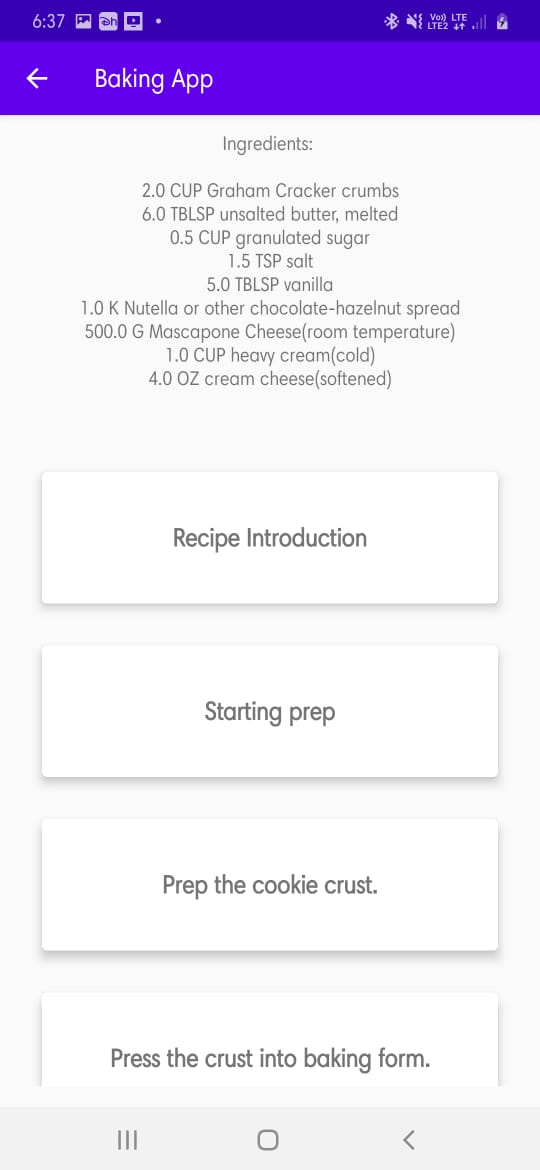 6:37
Vo)) LTE
LTE2
Baking App
Ingredients:
2.0 CUP Graham Cracker crumbs
6.0 TBLSP unsalted butter, melted
0.5 CUP granulated sugar
1.5 TSP salt
5.0 TBLSP vanilla
1.0 K Nutella or other chocolate-hazelnut spread
500.0 G Mascapone Cheese(room temperature)
1.0 CUP heavy cream(cold)
4.0 OZ cream cheese(softened)
Recipe Introduction
Starting prep
Prep the cookie crust.
Press the crust into baking form.